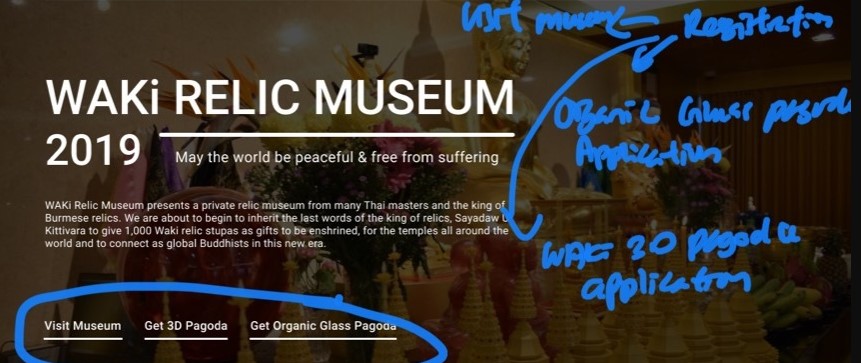 Visit museum
Registration
WAKi RELIC MUSEUM
2019
May the world be peaceful & free from suffering
Organic pagoda
Application
WAKi Relic Museum presents a private relic museum from many Thai masters and the king of
Burmese relics. We are about to begin to inherit the last words of the king of relics, Sayadaw U
Kittivara to give 1,000 Waki relic stupas as gifts to be enshrined, for the temples all around the
world and to connect as global Buddhists in this new era.
3D pagoda
application
Visit Museum Get 3D Pagoda Get Organic Glass Pagoda